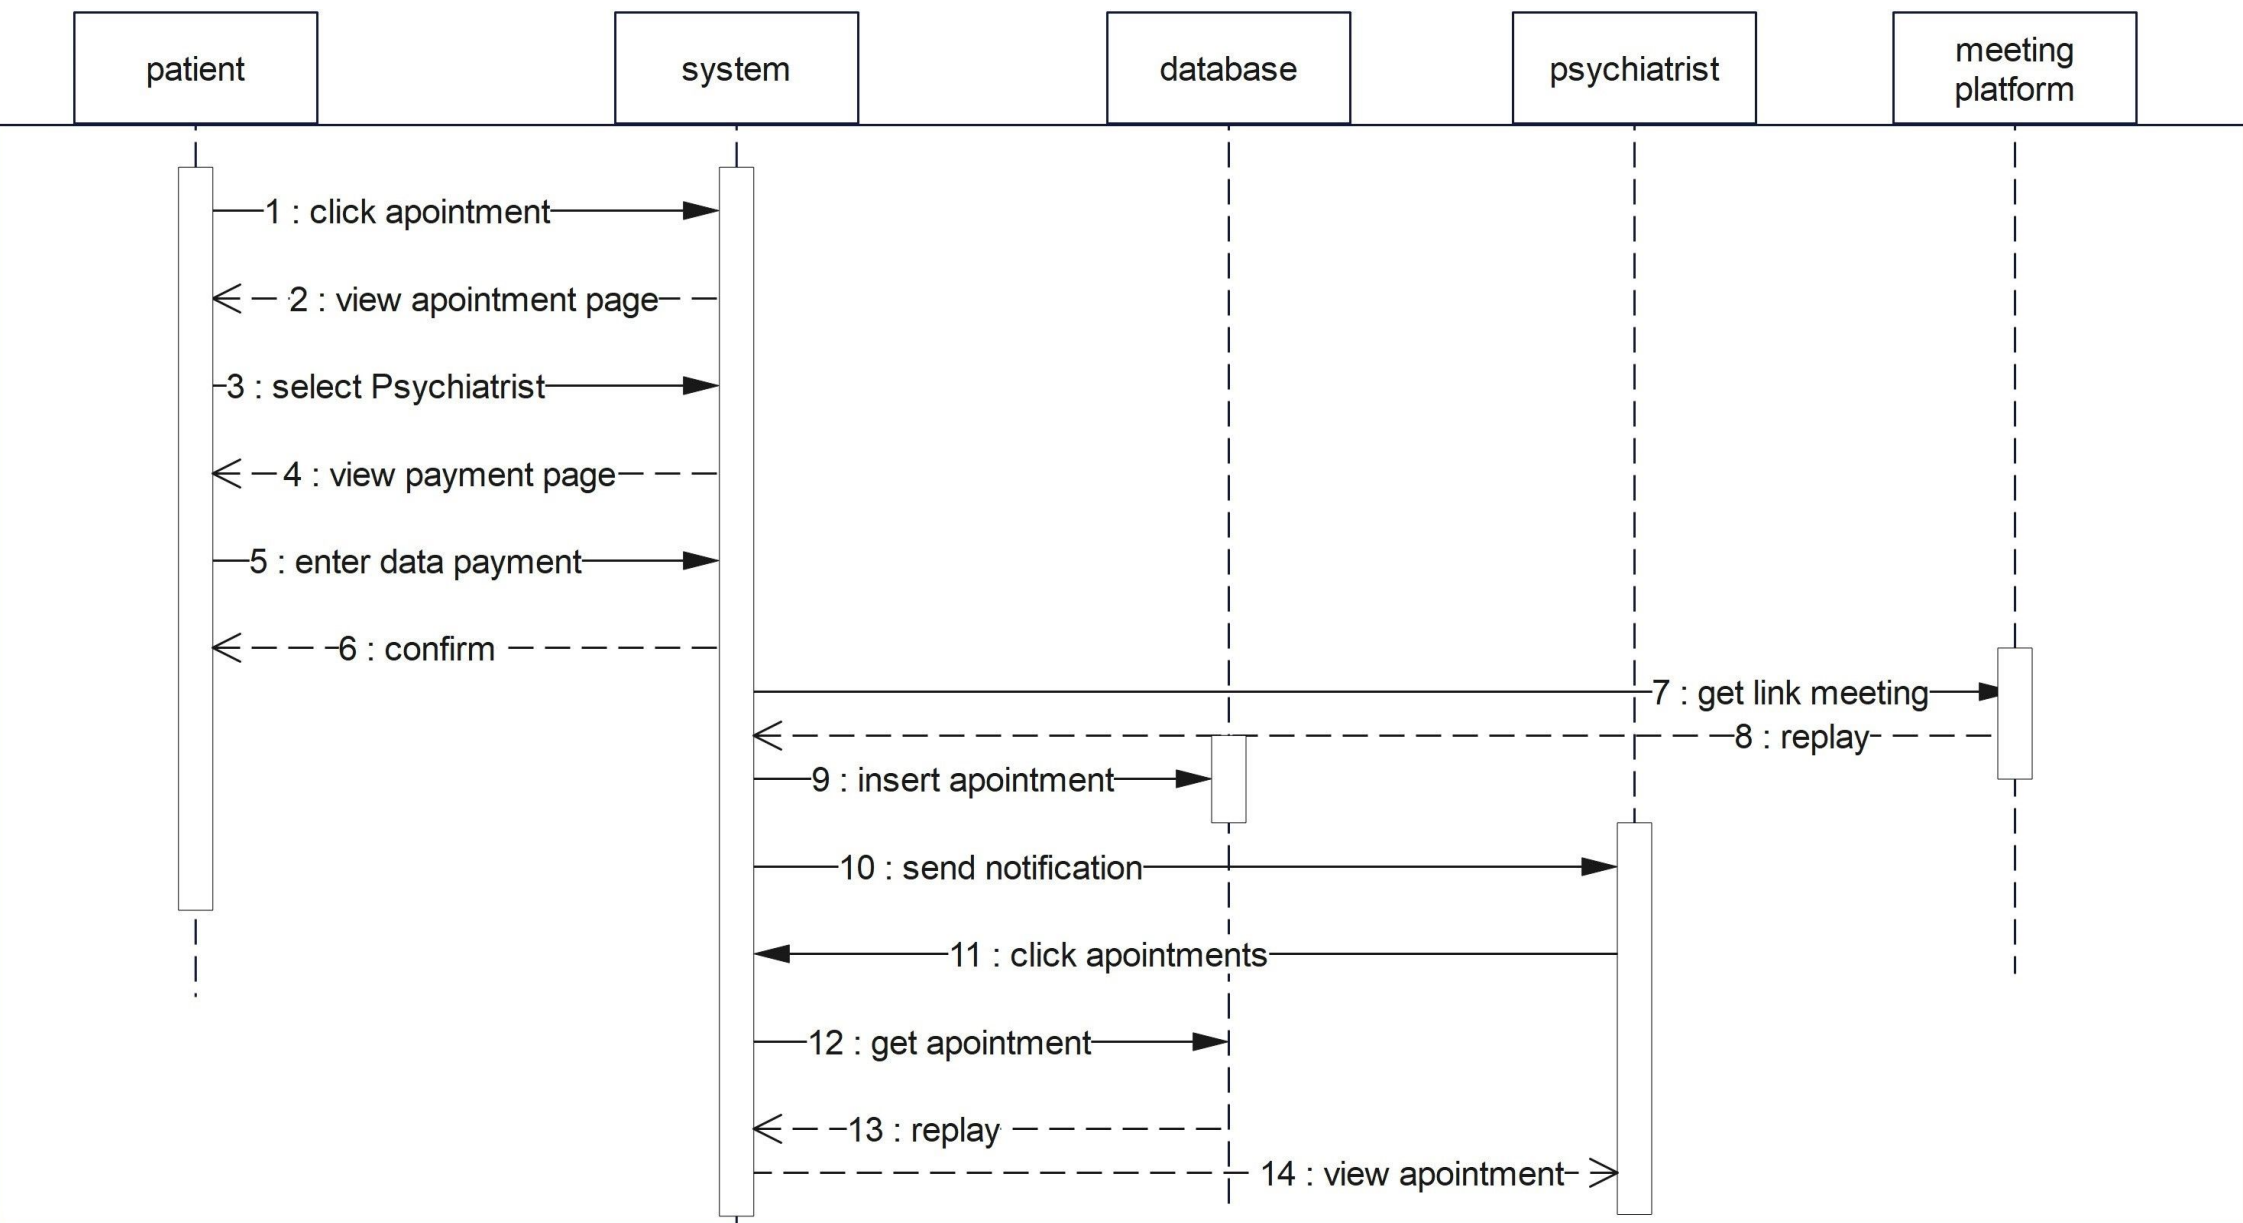 patient
system
database
psychiatrist
meeting
platform
1 : click apointment
2 : view apointment page
3 : select Psychiatrist
4 : view payment page
5 : enter data payment
6 : confirm
7 : get link meeting
8 : replay
9 : insert apointment
10 : send notification
11 : click apointments
12 : get apointment
13 : replay
14 : view apointment